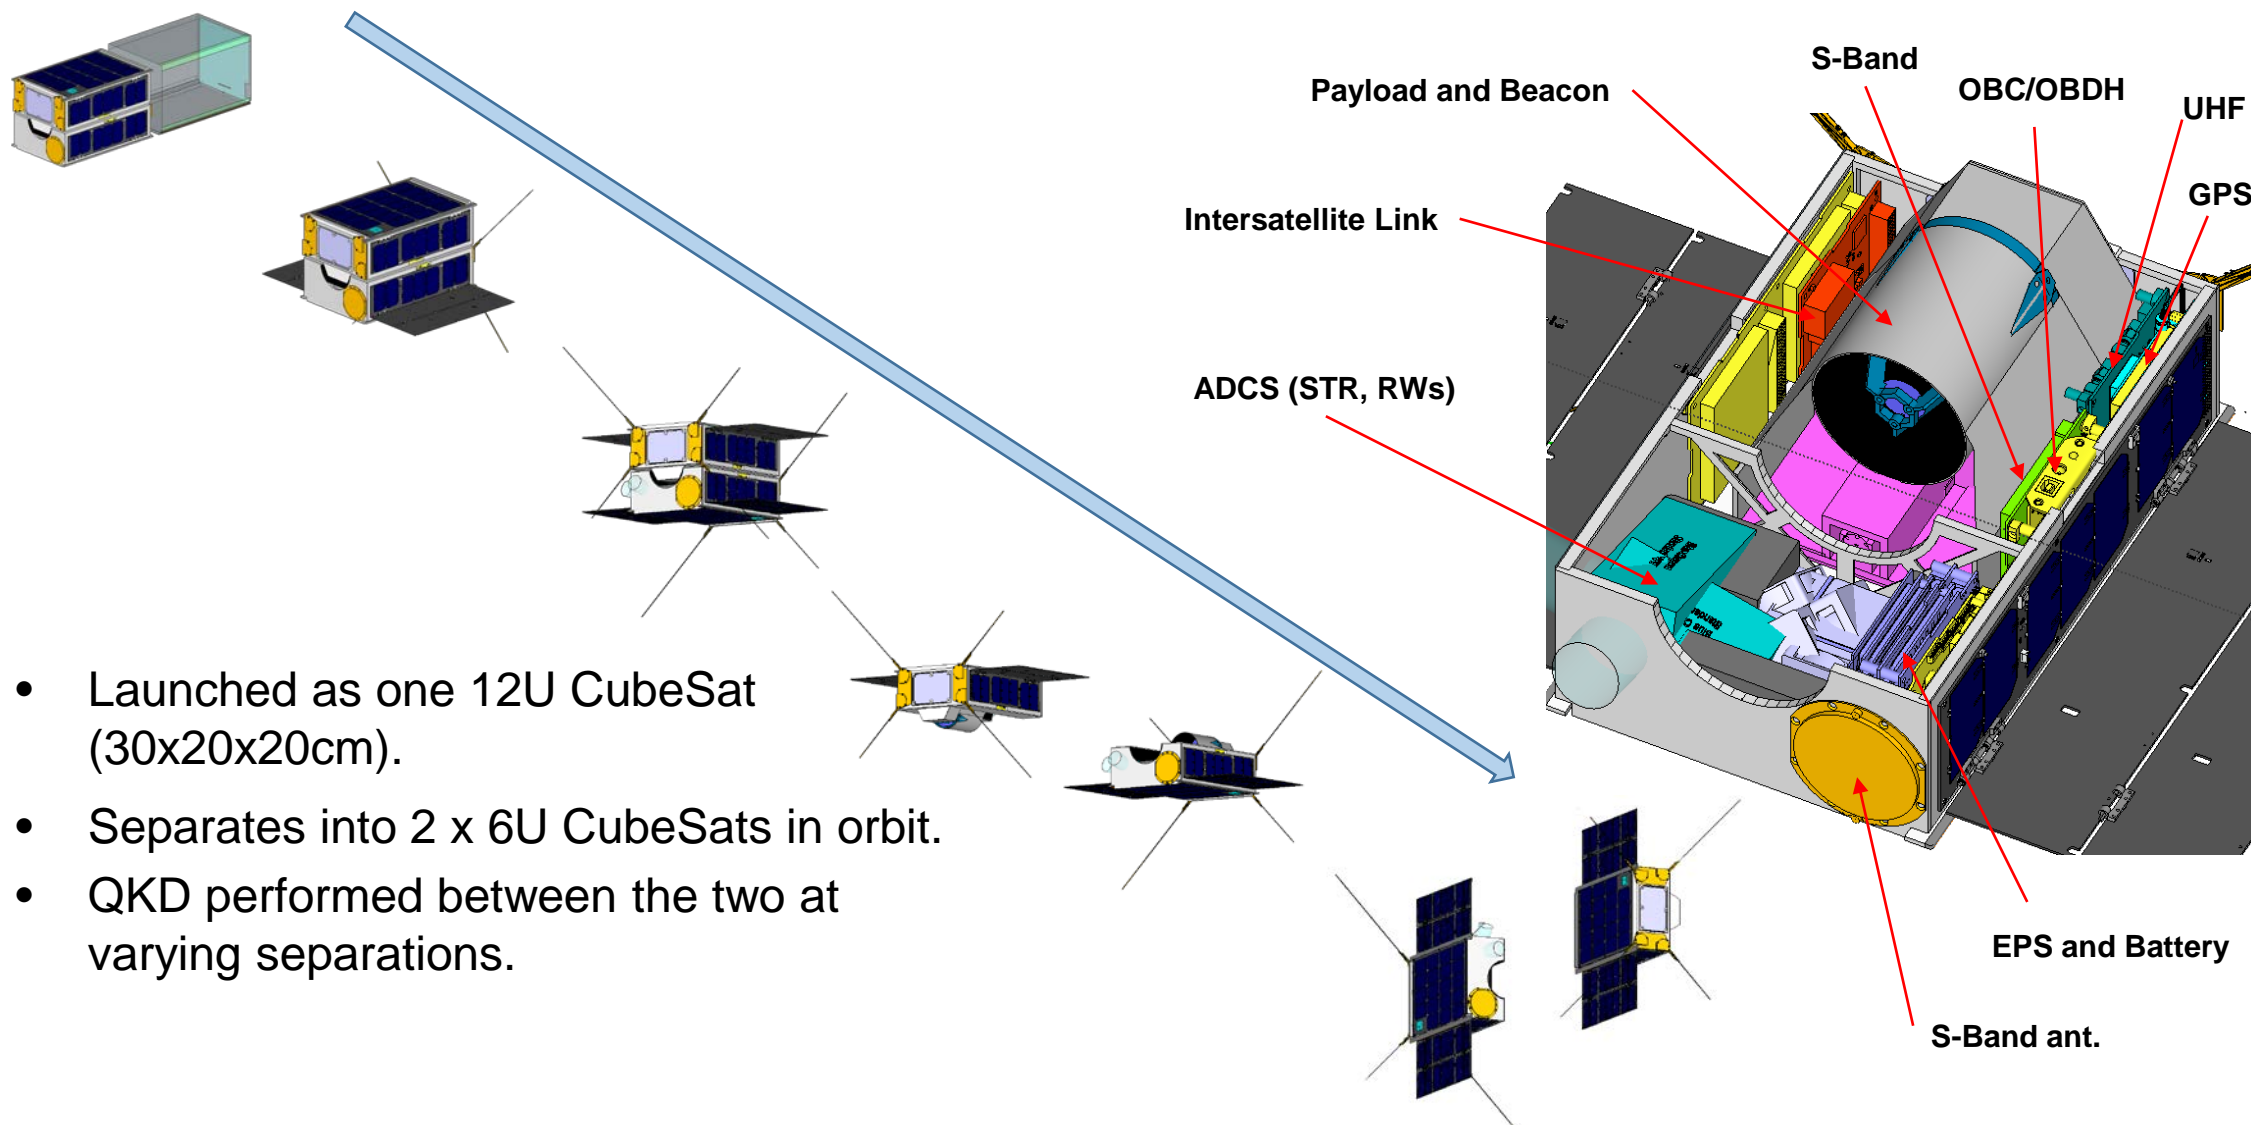 S-Band
Payload and Beacon
OBC/OBDH
UHF
GPS
Intersatellite Link
ADCS (STR, RWs)
• Launched as one 12U CubeSat
(30x20x20cm).
• Separates into 2 x 6U CubeSats in orbit.
• QKD performed between the two at
varying separations.
EPS and Battery
S-Band ant.